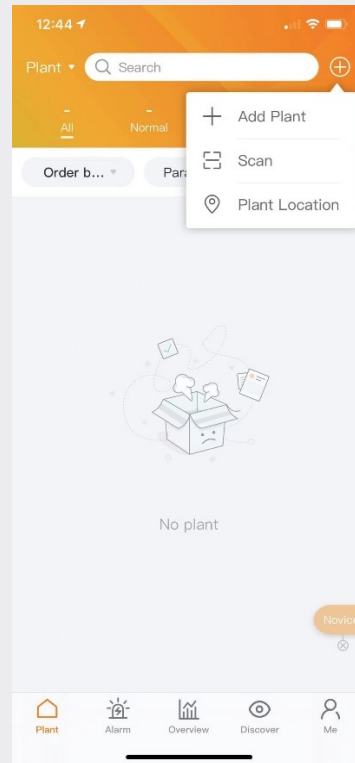 12:44
Plant
Search
All
Normal
Add Plant
Scan
Plant Location
Order b...
Para
No plant
Novice
Plant
Alarm
Overview
Discover
Me